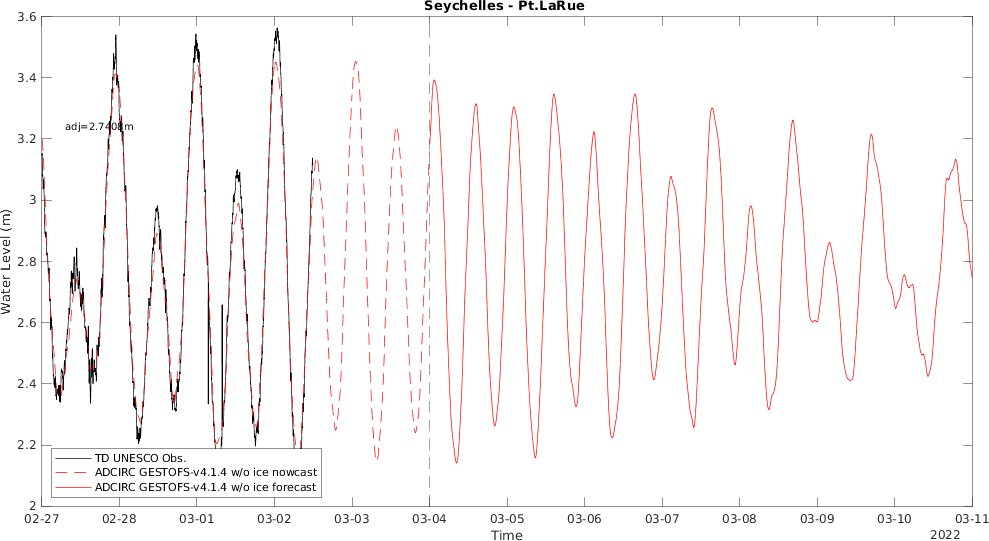 Seychelles - Pt.LaRue
3.6
3.4
adj=2.7408m
3.2
3
2.8
2.6
2.4
2.2
2
Water Level (m)
TD UNESCO Obs.
ADCIRC GESTOFS-v4.1.4 w/o ice nowcast
ADCIRC GESTOFS-v4.1.4 w/o ice forecast
02-27 02-28 03-01 03-02 03-03 03-04 03-05 03-06 03-07 03-08 03-09 03-10 03-11
Time
2022